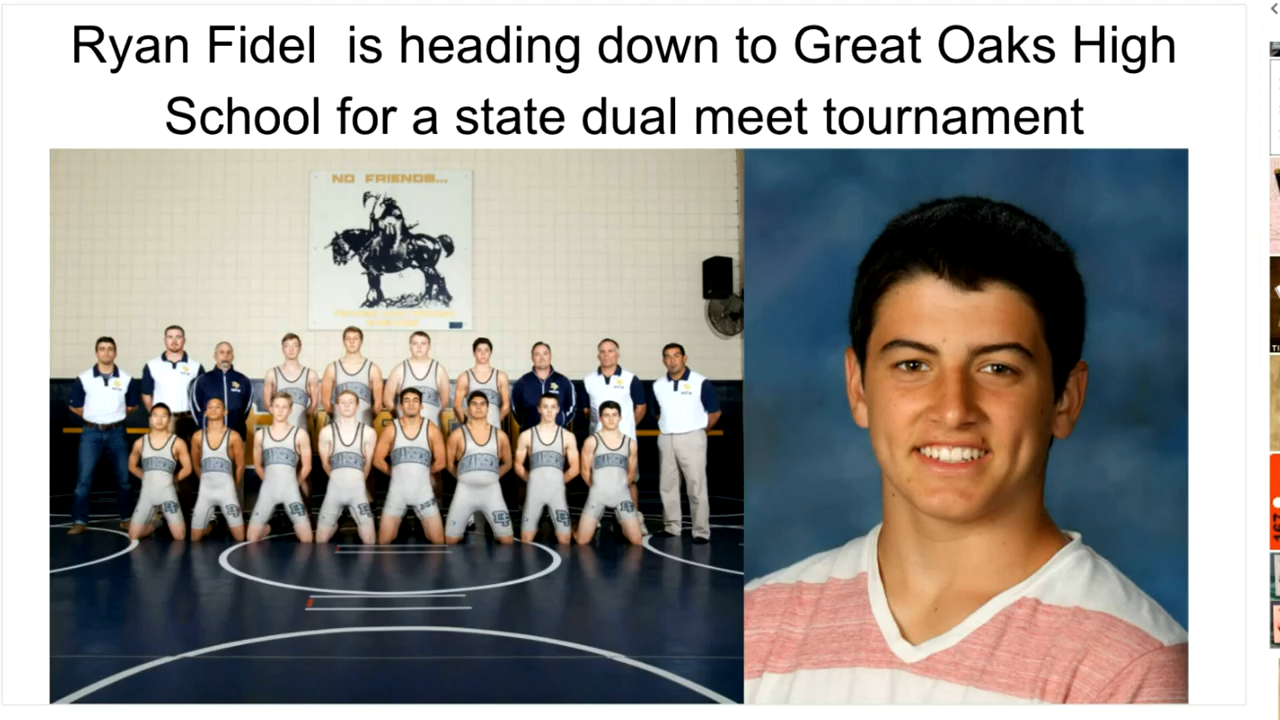 Ryan Fidel  is heading down to Great Oaks High
School for a state dual meet tournament
NO FRIENDS...